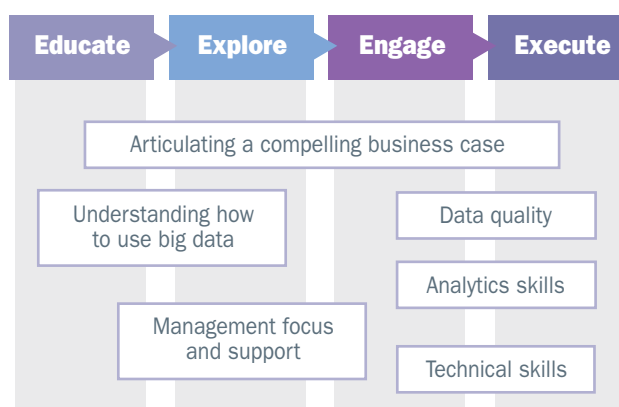 Educate
Explore
Engage
Execute
Articulating a compelling business case
Understanding how
to use big data
Data quality
Analytics skills
Management focus
and support
Technical skills